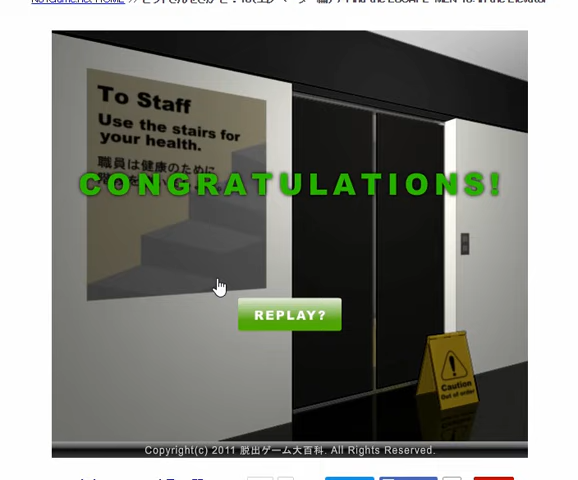 To Staff
Use the stairs for
your health.
職員は健康のために
CONGRATULATIONS!
REPLAY?
Caution
Out of order
Copyright(c) 2011 脱出ゲーム大百科. All Rights Reserved.